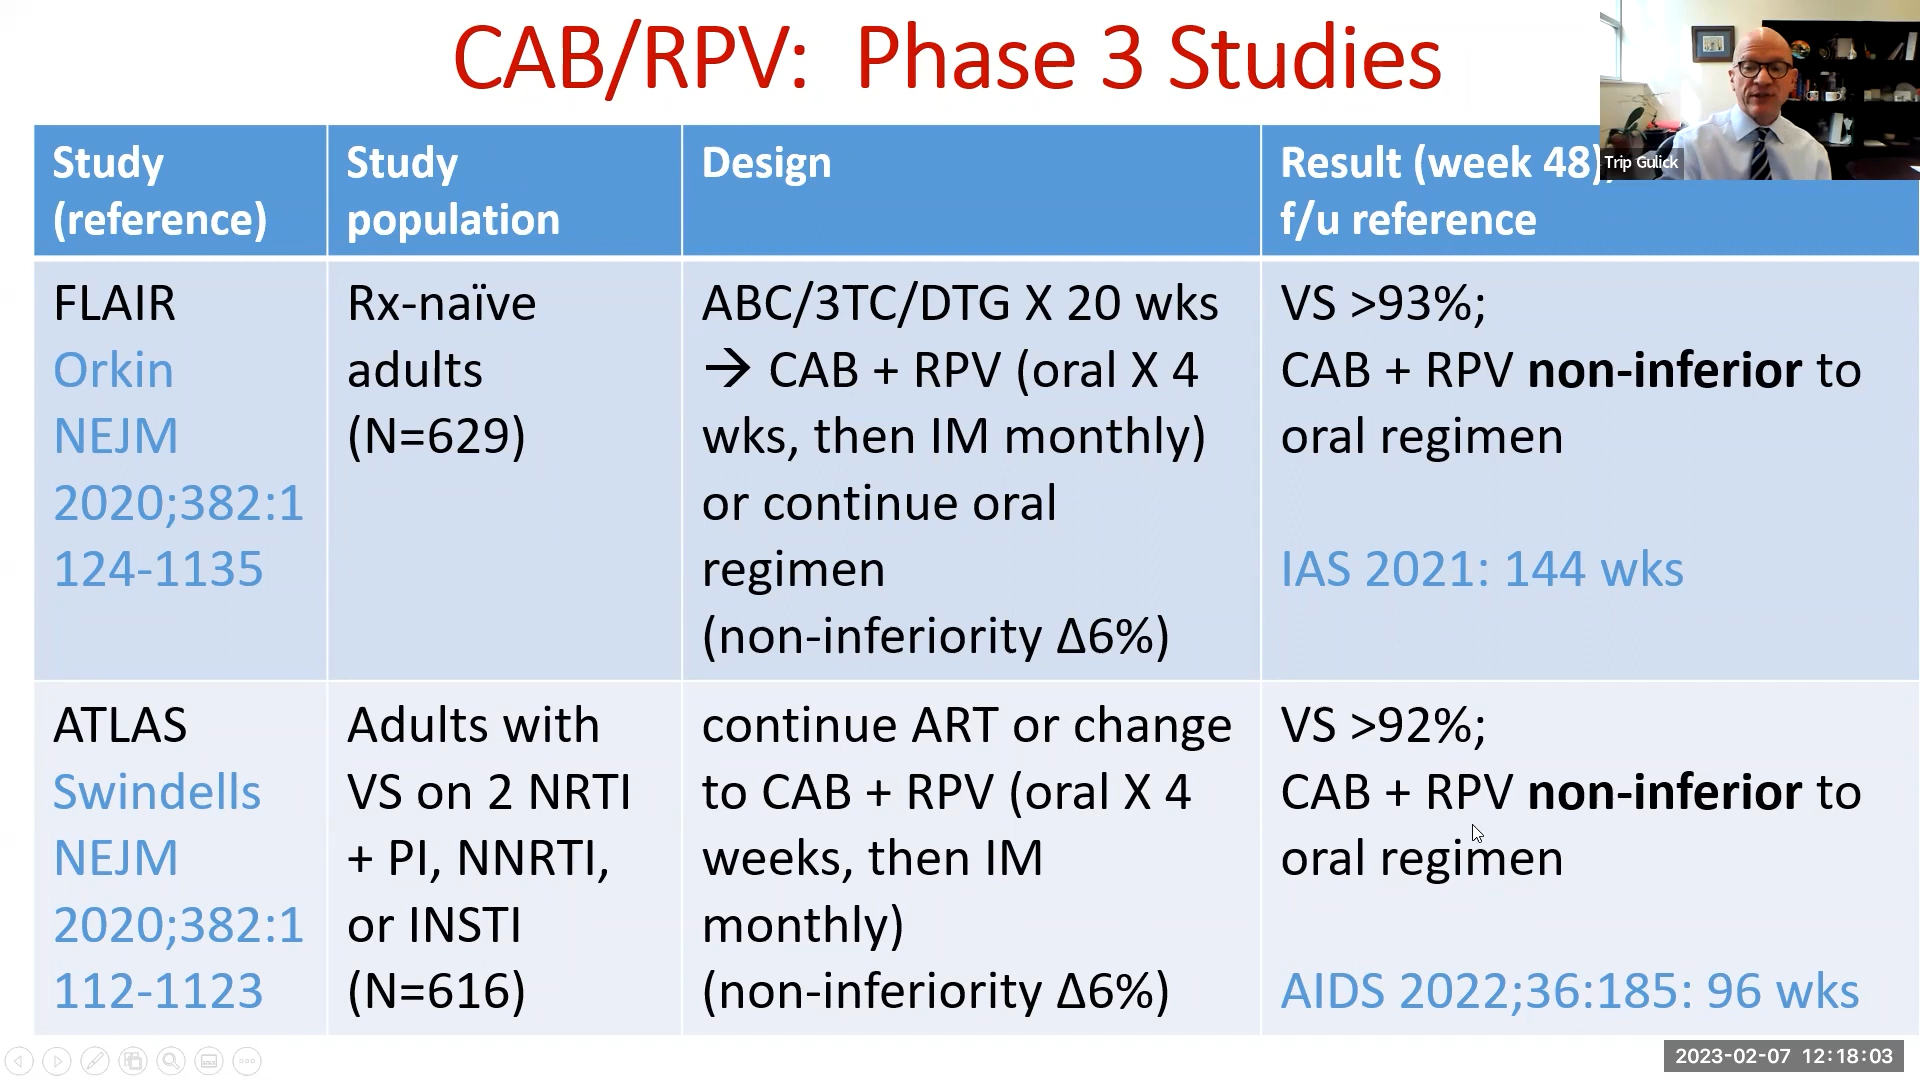 CAB/RPV: Phase 3 Studies
Trip Gulick
Study
(reference)
Study
population
Design
Result (week 48),
f/u reference
FLAIR
Orkin
NEJM
2020;382:1
124-1135
Rx-naïve
adults
(N=629)
ABC/3TC/DTG X 20 wks
→ CAB + RPV (oral X 4
wks, then IM monthly)
or continue oral
regimen
(non-inferiority Δ6%)
VS >93%;
CAB + RPV non-inferior to
oral regimen
IAS 2021: 144 wks
ATLAS
Swindells
NEJM
2020;382:1
112-1123
Adults with
VS on 2 NRTI
+ PI, NNRTI,
or INSTI
(N=616)
continue ART or change
to CAB + RPV (oral X 4
weeks, then IM
monthly)
(non-inferiority Δ6%)
VS >92%;
CAB + RPV non-inferior to
oral regimen
AIDS 2022;36:185: 96 wks
2023-02-07 12:18:03